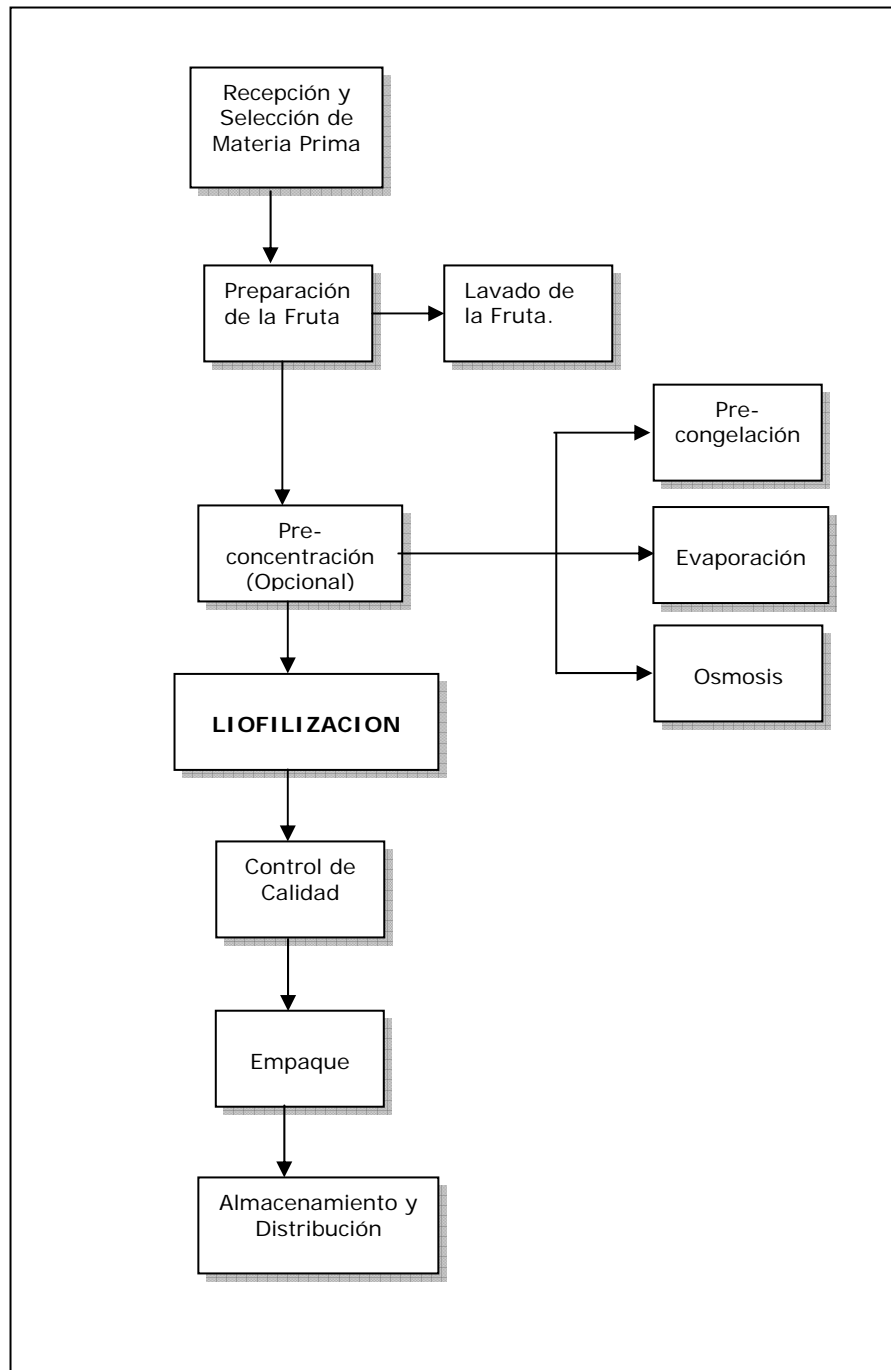 Recepción y
Selección de
Materia Prima
Preparación
de la Fruta
Lavado de
la Fruta.
Pre-
congelación
Pre-
concentración
(Opcional)
Evaporación
Osmosis
LIOFILIZACION
Control de
Calidad
Empaque
Almacenamiento y
Distribución